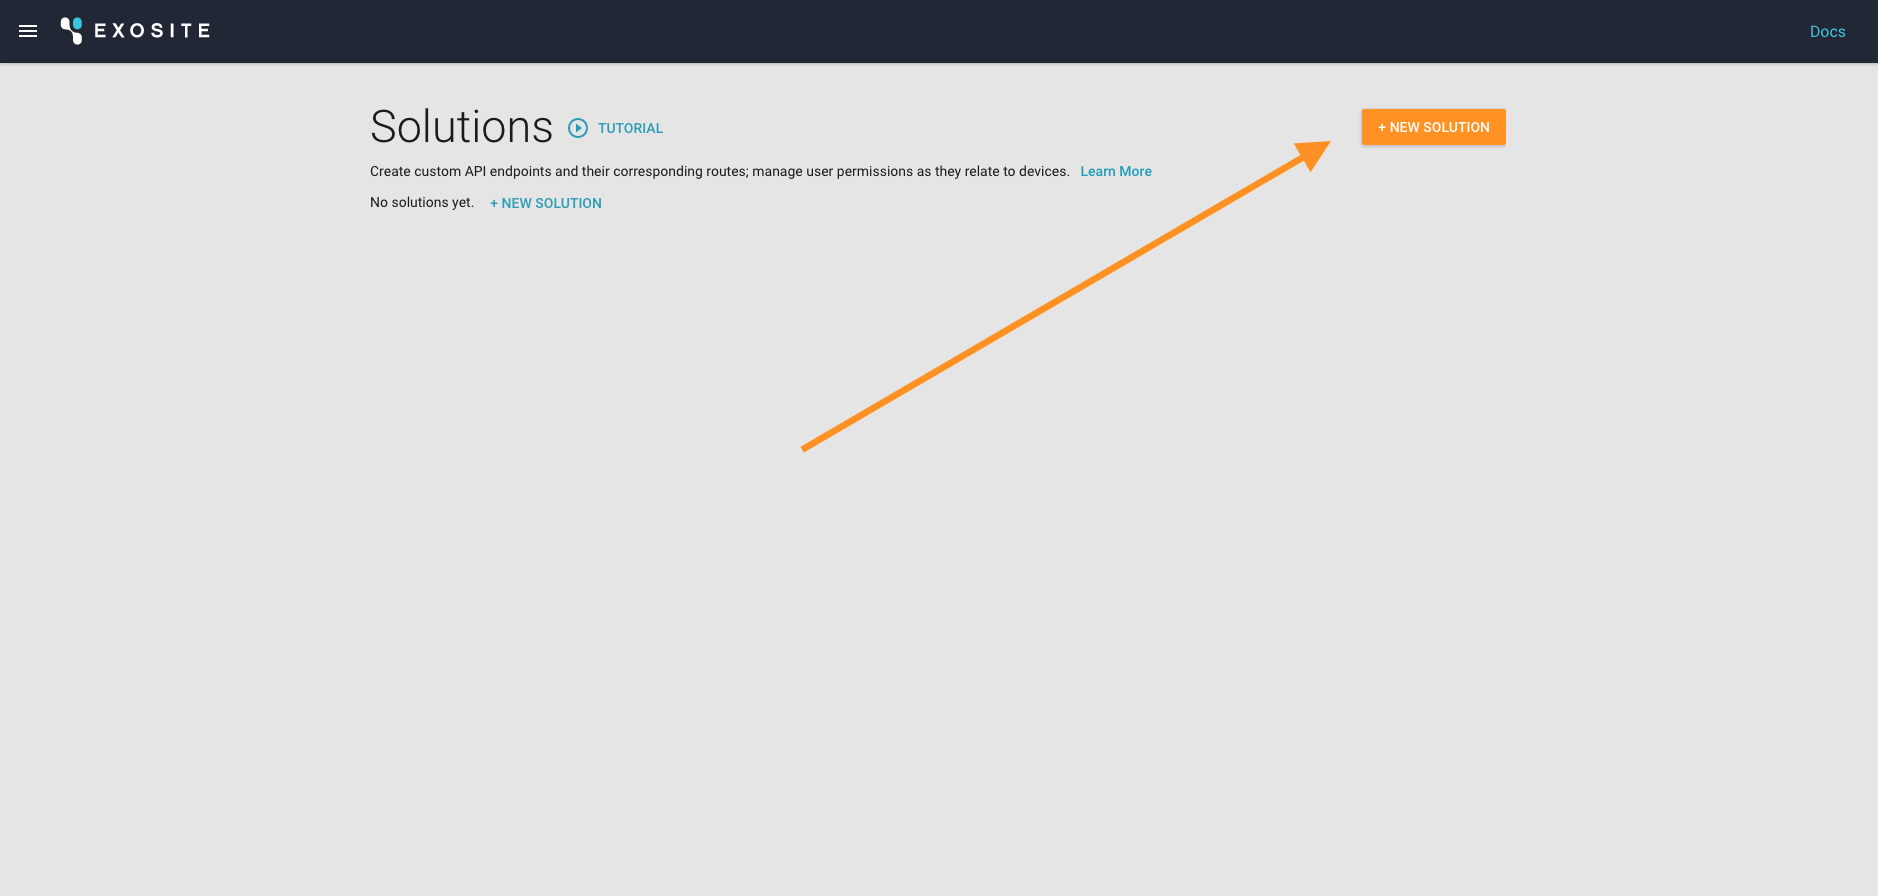 EXOSITE
Docs
Solutions TUTORIAL
+ NEW SOLUTION
Create custom API endpoints and their corresponding routes; manage user permissions as they relate to devices. Learn More
No solutions yet. + NEW SOLUTION